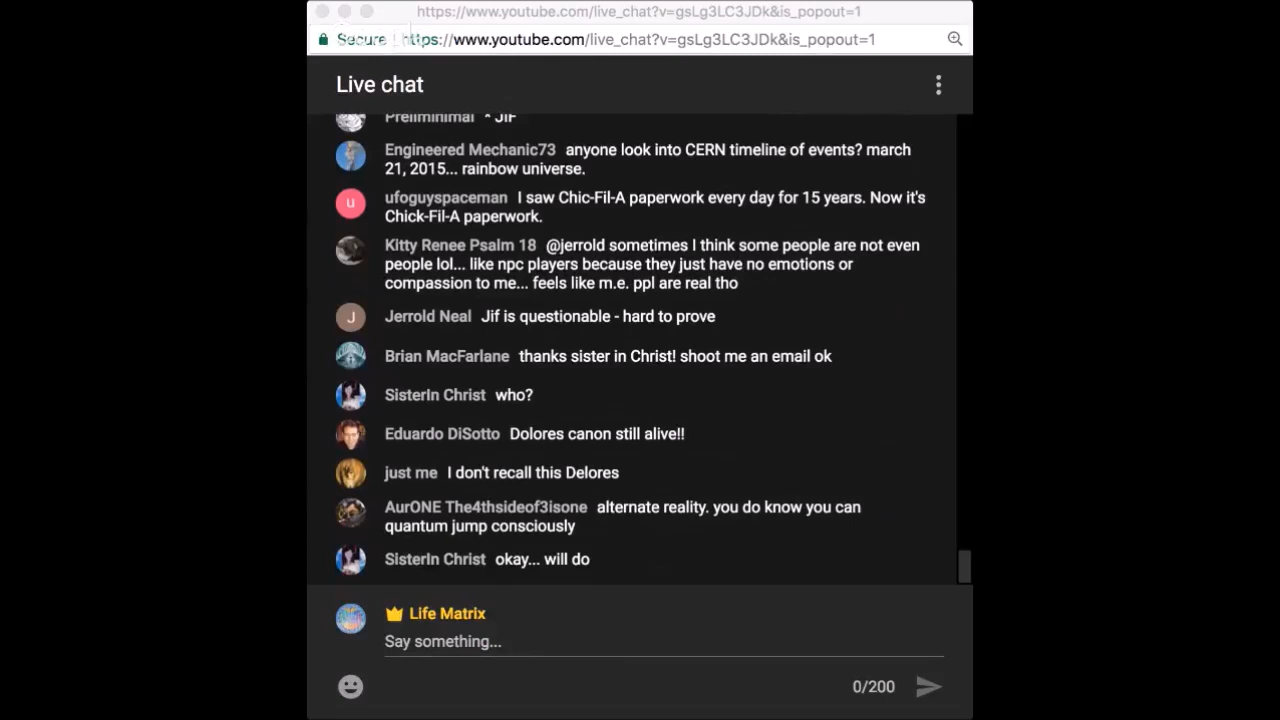 https://www.youtube.com/live_chat?v=gsLg3LC3JDk&is_popout=1
Secure https://www.youtube.com/live_chat?v=gsLg3LC3JDk&is_popout=1
Live chat
Preliminimal * JIF
Engineered Mechanic73 anyone look into CERN timeline of events? march
21, 2015... rainbow universe.
u
ufoguyspaceman I saw Chic-Fil-A paperwork every day for 15 years. Now it's
Chick-Fil-A paperwork.
Kitty Renee Psalm 18 @jerrold sometimes I think some people are not even
people lol... like npc players because they just have no emotions or
compassion to me... feels like m.e. ppl are real tho
J
Jerrold Neal Jif is questionable - hard to prove
Brian MacFarlane thanks sister in Christ! shoot me an email ok
SisterIn Christ who?
Eduardo DiSotto Dolores canon still alive!!
just me I don't recall this Delores
AurONE The4thsideof3isone alternate reality. you do know you can
quantum jump consciously
SisterIn Christ okay... will do
Life Matrix
Say something...
0/200